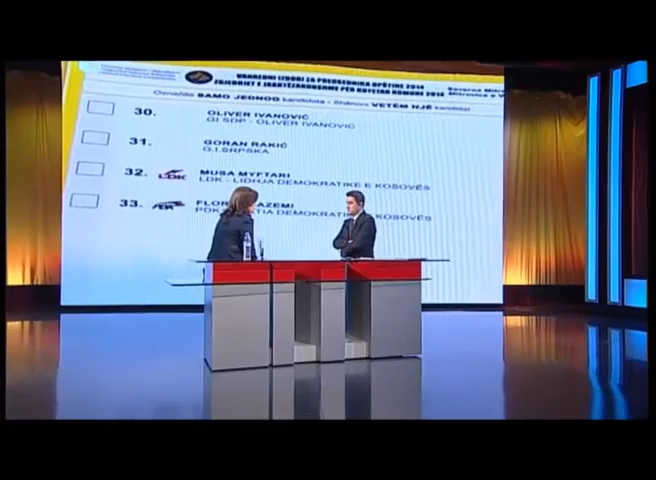 VANREDNI IZBORI ZA PREDSEDNIKA OPŠTINE 2014
ZGJEDHJET E JASHTËZAKONSHME PËR KRYETAR KOMUNE 2014
Označite SAMO JEDNOG kandidata - Shënoni VETËM NJË kandidat
30. OLIVER IVANOVIĆ
GI SDP - OLIVER IVANOVIĆ
31. GORAN RAKIĆ
G.I. SRPSKA
32. LDK MUSA MYFTARI
LDK - LIDHJA DEMOKRATIKE E KOSOVËS
33. PDK
DEMOKRATIKE E KOSOVËS